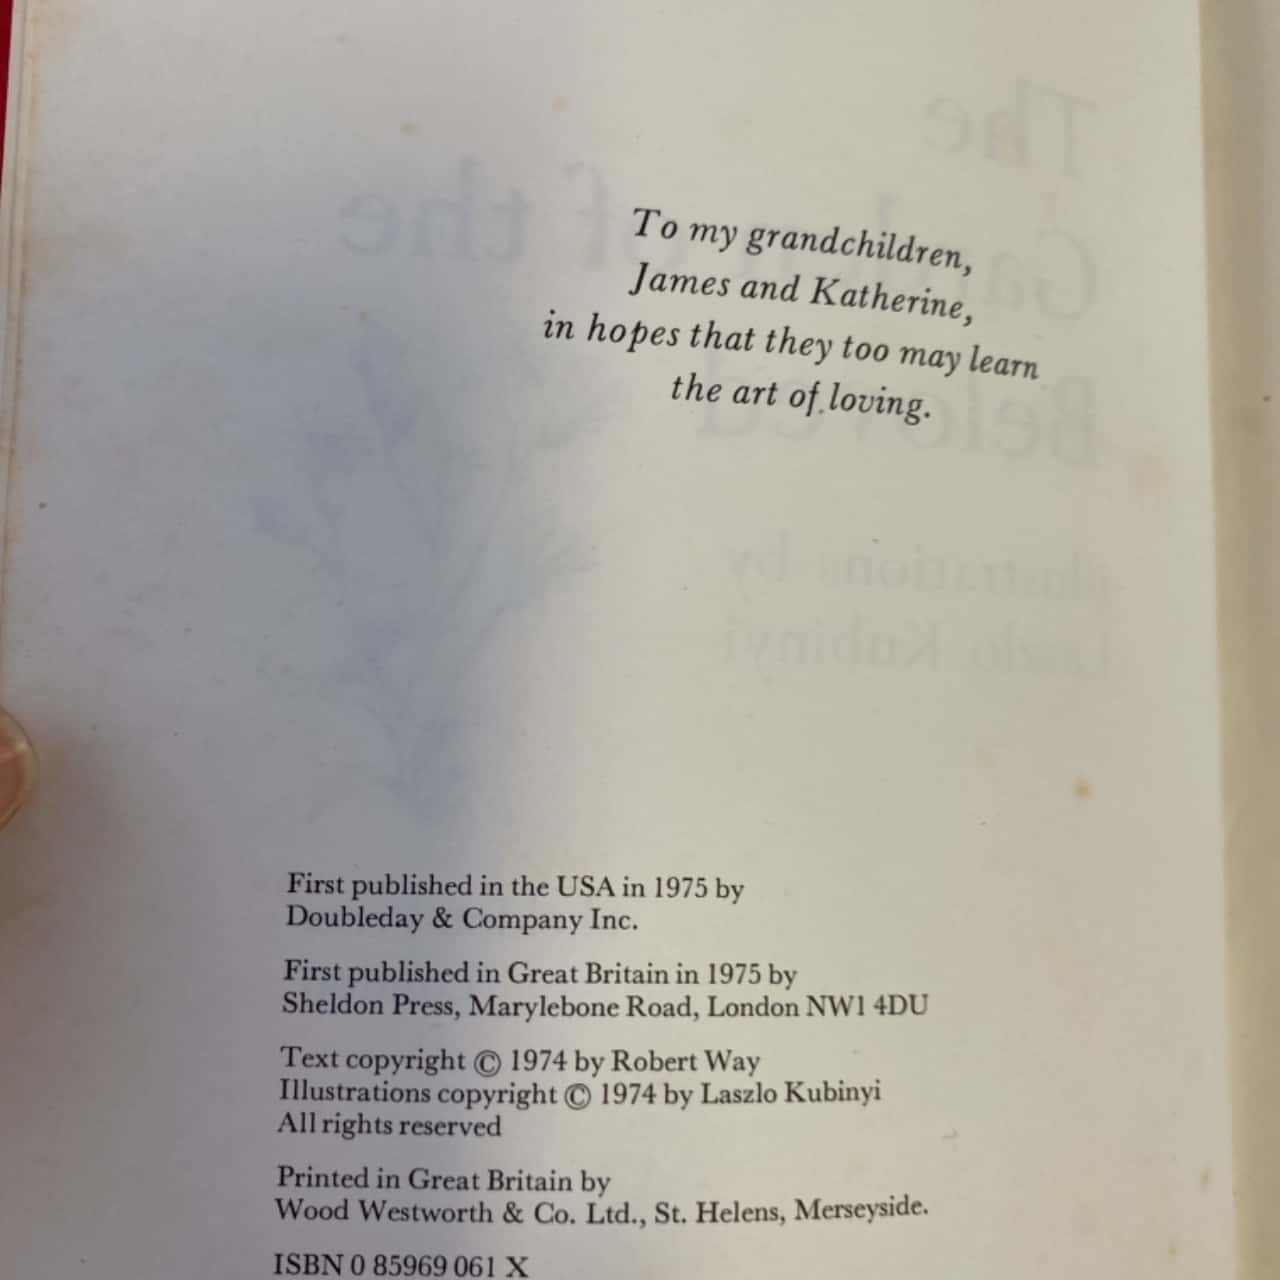 To my grandchildren,
James and Katherine,
in hopes that they too may learn
the art of loving.
First published in the USA in 1975 by
Doubleday & Company Inc.
First published in Great Britain in 1975 by
Sheldon Press, Marylebone Road, London NW1 4DU
Text copyright © 1974 by Robert Way
Illustrations copyright © 1974 by Laszlo Kubinyi
All rights reserved
Printed in Great Britain by
Wood Westworth & Co. Ltd., St. Helens, Merseyside.
ISBN 0 85969 061 X